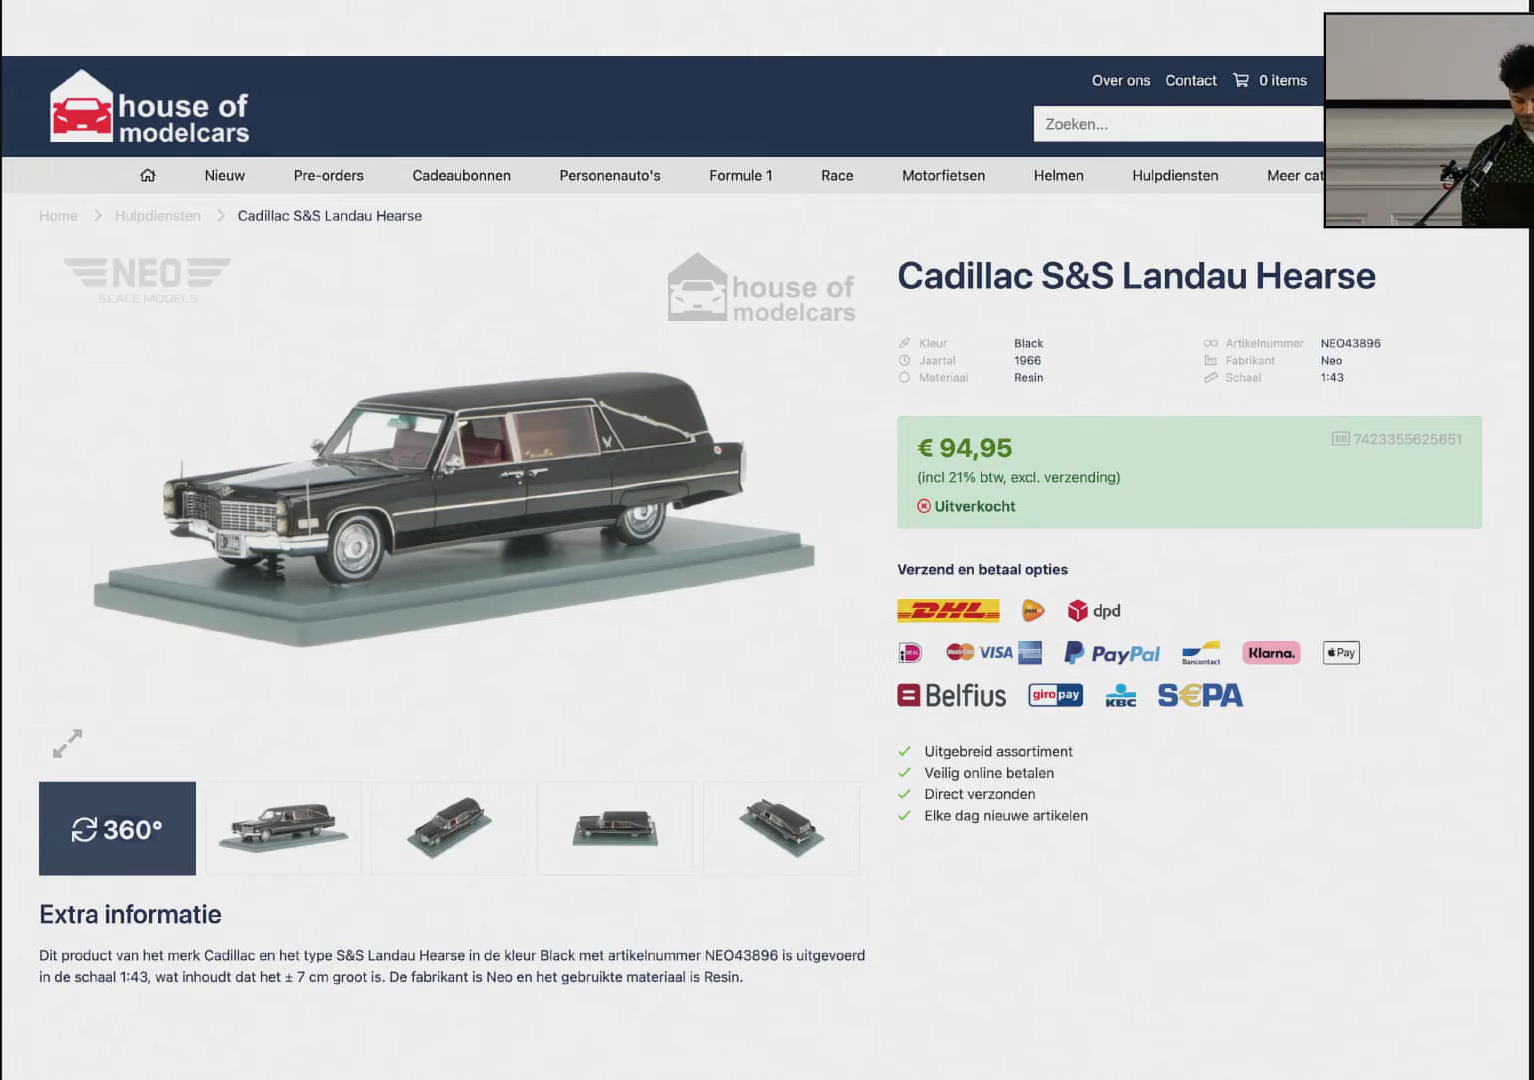 house of
modelcars
Over ons
Contact
0 items
Zoeken...
Nieuw
Pre-orders
Cadeaubonnen
Personenauto's
Formule 1
Race
Motorfietsen
Helmen
Hulpdiensten
Meer cat
Home > Hulpdiensten > Cadillac S&S Landau Hearse
NEO
SCALE MODELS
house of
modelcars
Cadillac S&S Landau Hearse
Kleur Black
Jaartal 1966
Materiaal Resin
Artikelnummer NEO43896
Fabrikant Neo
Schaal 1:43
€ 94,95
7423355625651
(incl 21% btw, excl. verzending)
Uitverkocht
Verzend en betaal opties
DHL
dpd
MasterCard VISA
PayPal
Bancontact
Klarna.
Pay
Belfius
giropay
KBC
S€PA
Uitgebreid assortiment
Veilig online betalen
Direct verzonden
Elke dag nieuwe artikelen
360°
Extra informatie
Dit product van het merk Cadillac en het type S&S Landau Hearse in de kleur Black met artikelnummer NEO43896 is uitgevoerd
in de schaal 1:43, wat inhoudt dat het ± 7 cm groot is. De fabrikant is Neo en het gebruikte materiaal is Resin.